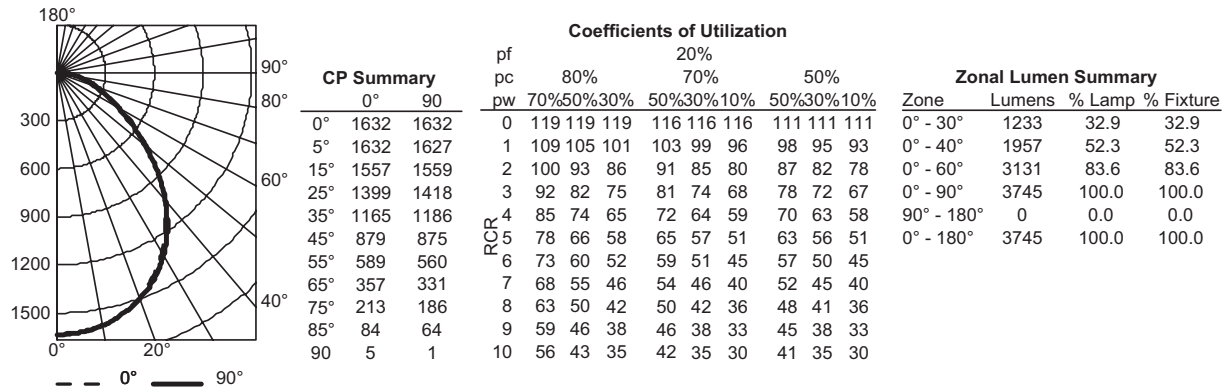 180°
90°
80°
60°
40°
300
600
900
1200
1500
0° 20°
0° 90°
CP Summary
0° 90
0° 1632 1632
5° 1632 1627
15° 1557 1559
25° 1399 1418
35° 1165 1186
45° 879 875
55° 589 560
65° 357 331
75° 213 186
85° 84 64
90 5 1
Coefficients of Utilization
pf 20%
pc 80% 70% 50%
pw 70% 50% 30% 50% 30% 10% 50% 30% 10%
RCR
0 119 119 119 116 116 116 111 111 111
1 109 105 101 103 99 96 98 95 93
2 100 93 86 91 85 80 87 82 78
3 92 82 75 81 74 68 78 72 67
4 85 74 65 72 64 59 70 63 58
5 78 66 58 65 57 51 63 56 51
6 73 60 52 59 51 45 57 50 45
7 68 55 46 54 46 40 52 45 40
8 63 50 42 50 42 36 48 41 36
9 59 46 38 46 38 33 45 38 33
10 56 43 35 42 35 30 41 35 30
Zonal Lumen Summary
Zone Lumens % Lamp % Fixture
0° - 30° 1233 32.9 32.9
0° - 40° 1957 52.3 52.3
0° - 60° 3131 83.6 83.6
0° - 90° 3745 100.0 100.0
90° - 180° 0 0.0 0.0
0° - 180° 3745 100.0 100.0